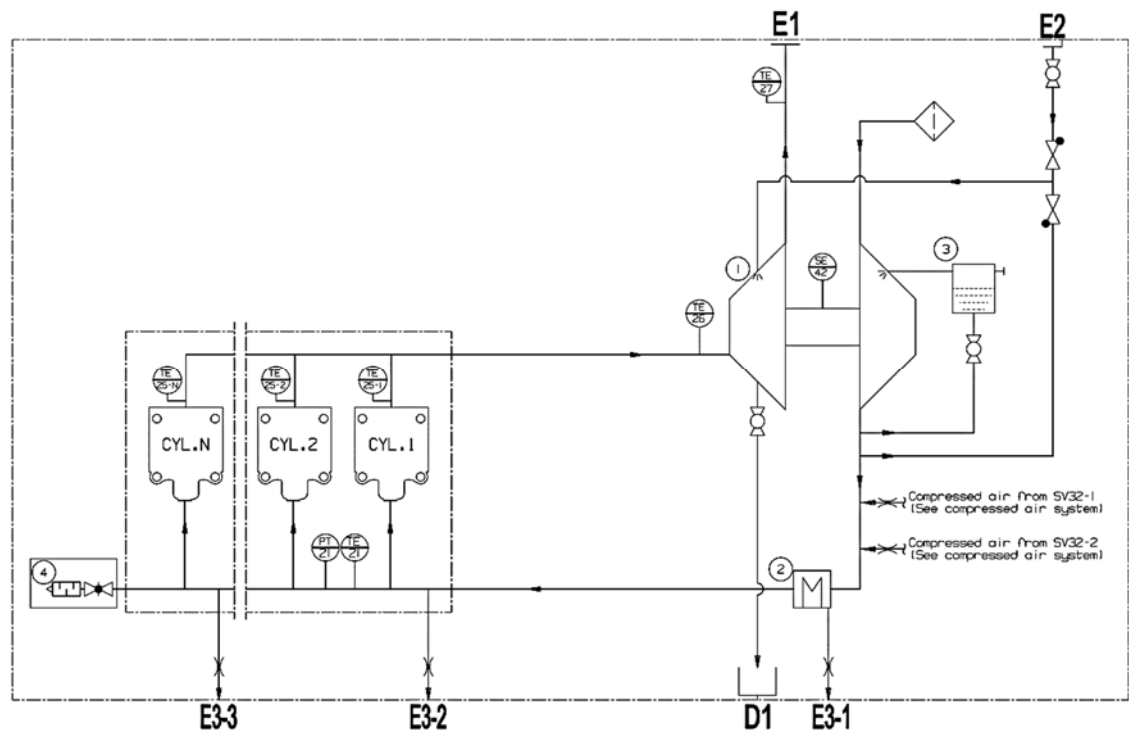 E1
E2
TE
27
1
SE
42
3
TE
26
TE
25-N
TE
25-2
TE
25-1
CYL.N
CYL.2
CYL.1
Compressed air from SV32-1
(See compressed air system)
PT
21
TE
21
Compressed air from SV32-2
(See compressed air system)
4
2
M
E3-3
E3-2
D1
E3-1